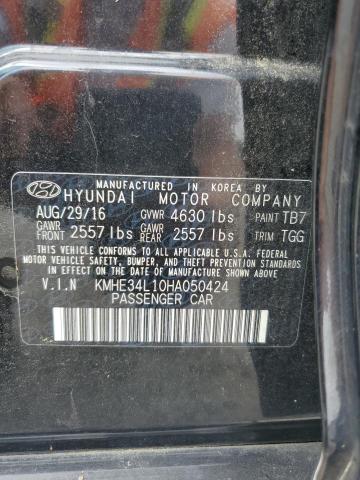 MANUFACTURED IN KOREA BY
HYUNDAI MOTOR COMPANY
AUG/29/16 GVWR 4630 lbs PAINT TB7
GAWR FRONT 2557 lbs GAWR REAR 2557 lbs TRIM TGG
THIS VEHICLE CONFORMS TO ALL APPLICABLE U.S.A. FEDERAL
MOTOR VEHICLE SAFETY, BUMPER, AND THEFT PREVENTION
STANDARDS IN EFFECT ON THE DATE OF MANUFACTURE SHOWN ABOVE.
V.I.N KMHE34L10HA050424
PASSENGER CAR